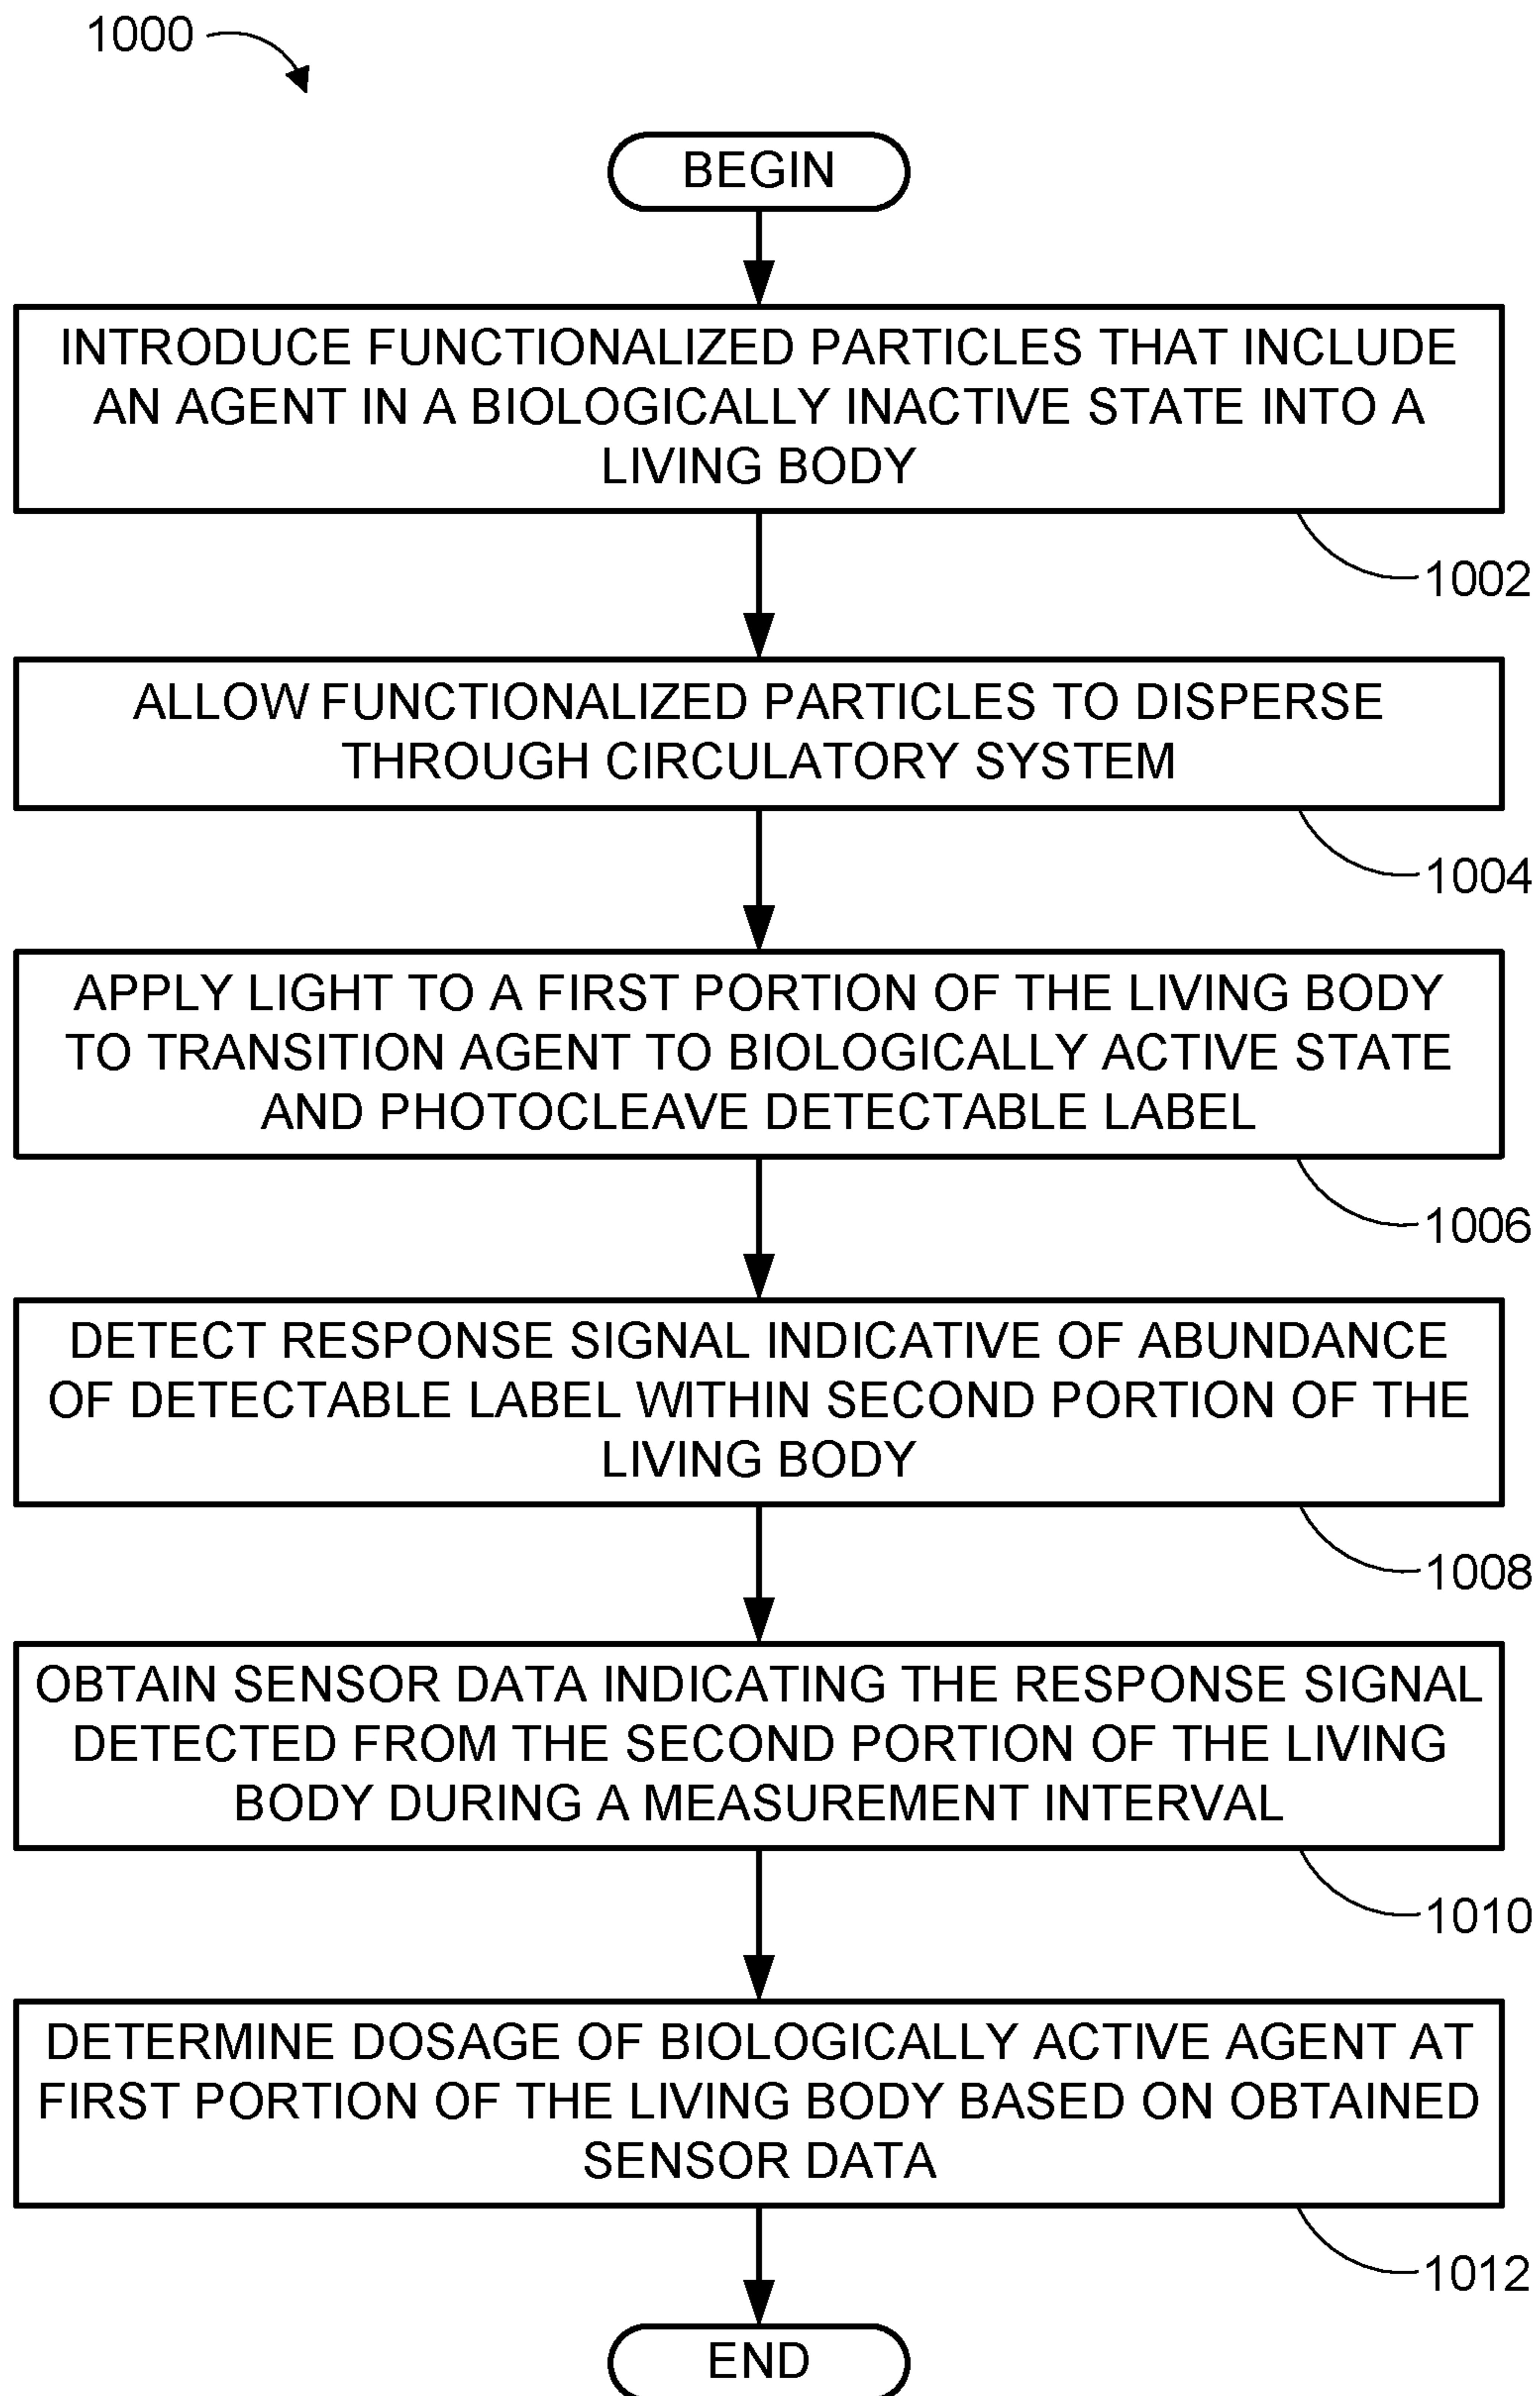 1000
BEGIN
INTRODUCE FUNCTIONALIZED PARTICLES THAT INCLUDE
AN AGENT IN A BIOLOGICALLY INACTIVE STATE INTO A
LIVING BODY
1002
ALLOW FUNCTIONALIZED PARTICLES TO DISPERSE
THROUGH CIRCULATORY SYSTEM
1004
APPLY LIGHT TO A FIRST PORTION OF THE LIVING BODY
TO TRANSITION AGENT TO BIOLOGICALLY ACTIVE STATE
AND PHOTOCLEAVE DETECTABLE LABEL
1006
DETECT RESPONSE SIGNAL INDICATIVE OF ABUNDANCE
OF DETECTABLE LABEL WITHIN SECOND PORTION OF THE
LIVING BODY
1008
OBTAIN SENSOR DATA INDICATING THE RESPONSE SIGNAL
DETECTED FROM THE SECOND PORTION OF THE LIVING
BODY DURING A MEASUREMENT INTERVAL
1010
DETERMINE DOSAGE OF BIOLOGICALLY ACTIVE AGENT AT
FIRST PORTION OF THE LIVING BODY BASED ON OBTAINED
SENSOR DATA
1012
END